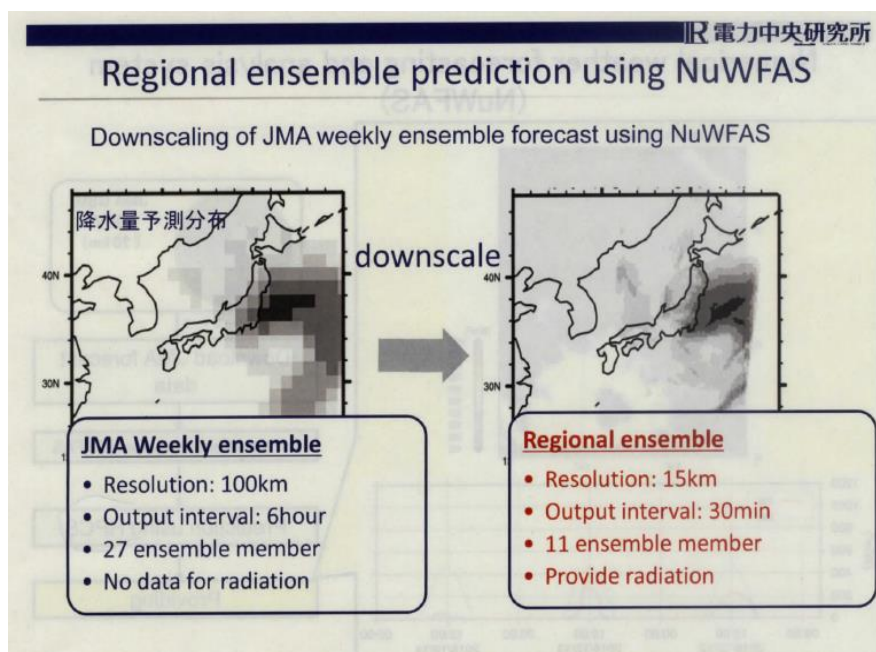 電力中央研究所
Regional ensemble prediction using NuWFAS
Downscaling of JMA weekly ensemble forecast using NuWFAS
降水量予測分布
40N
30N
downscale
40N
30N
JMA Weekly ensemble
• Resolution: 100km
• Output interval: 6hour
• 27 ensemble member
• No data for radiation
Regional ensemble
• Resolution: 15km
• Output interval: 30min
• 11 ensemble member
• Provide radiation